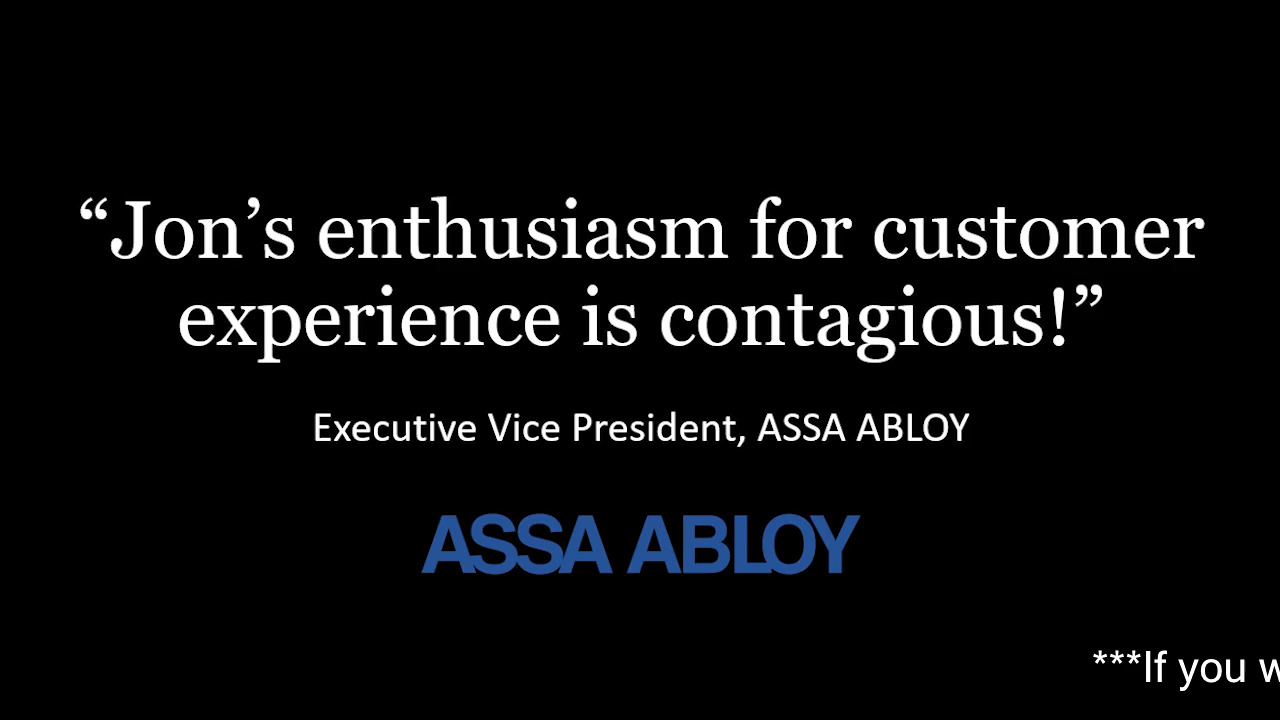 “Jon’s enthusiasm for customer
experience is contagious!”
Executive Vice President, ASSA ABLOY
ASSA ABLOY
***If you